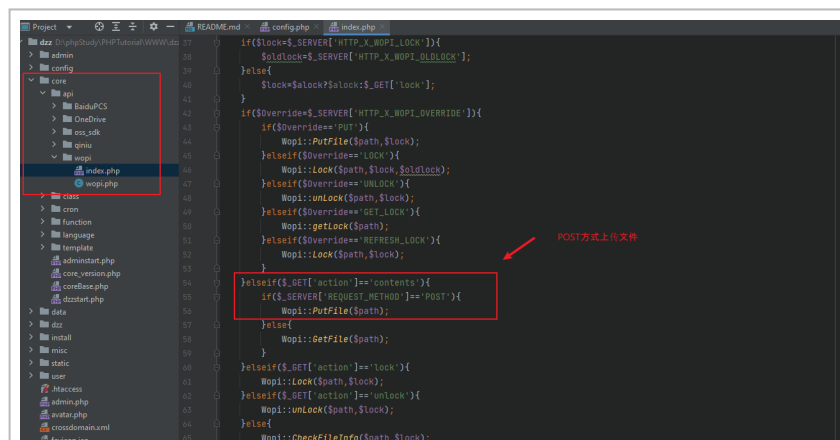 Project
README.md
config.php
index.php
dzz D:\phpStudy\PHPTutorial\WWW\dzz
admin
config
core
api
BaiduPCS
OneDrive
oss_sdk
qiniu
wopi
index.php
wopi.php
class
cron
function
language
template
adminstart.php
core_version.php
coreBase.php
dzzstart.php
data
dzz
install
misc
static
user
.htaccess
admin.php
avatar.php
crossdomain.xml
favicon.ico
37 if($lock=$_SERVER['HTTP_X_WOPI_LOCK']){
38 $oldlock=$_SERVER['HTTP_X_WOPI_OLDLOCK'];
39 }else{
40 $lock=$alock?$alock:$_GET['lock'];
41 }
42 if($Override=$_SERVER['HTTP_X_WOPI_OVERRIDE']){
43 if($Override=='PUT'){
44 Wopi::PutFile($path,$lock);
45 }elseif($Override=='LOCK'){
46 Wopi::Lock($path,$lock,$oldlock);
47 }elseif($Override=='UNLOCK'){
48 Wopi::unLock($path,$lock);
49 }elseif($Override=='GET_LOCK'){
50 Wopi::getLock($path);
51 }elseif($Override=='REFRESH_LOCK'){
52 Wopi::Lock($path,$lock);
53 }
54 }elseif($_GET['action']=='contents'){
55 if($_SERVER['REQUEST_METHOD']=='POST'){
56 Wopi::PutFile($path);
57 }else{
58 Wopi::GetFile($path);
59 }
60 }elseif($_GET['action']=='lock'){
61 Wopi::Lock($path,$lock);
62 }elseif($_GET['action']=='unlock'){
63 Wopi::unLock($path,$lock);
64 }else{
65 Wopi::CheckFileInfo($path,$lock);
POST方式上传文件